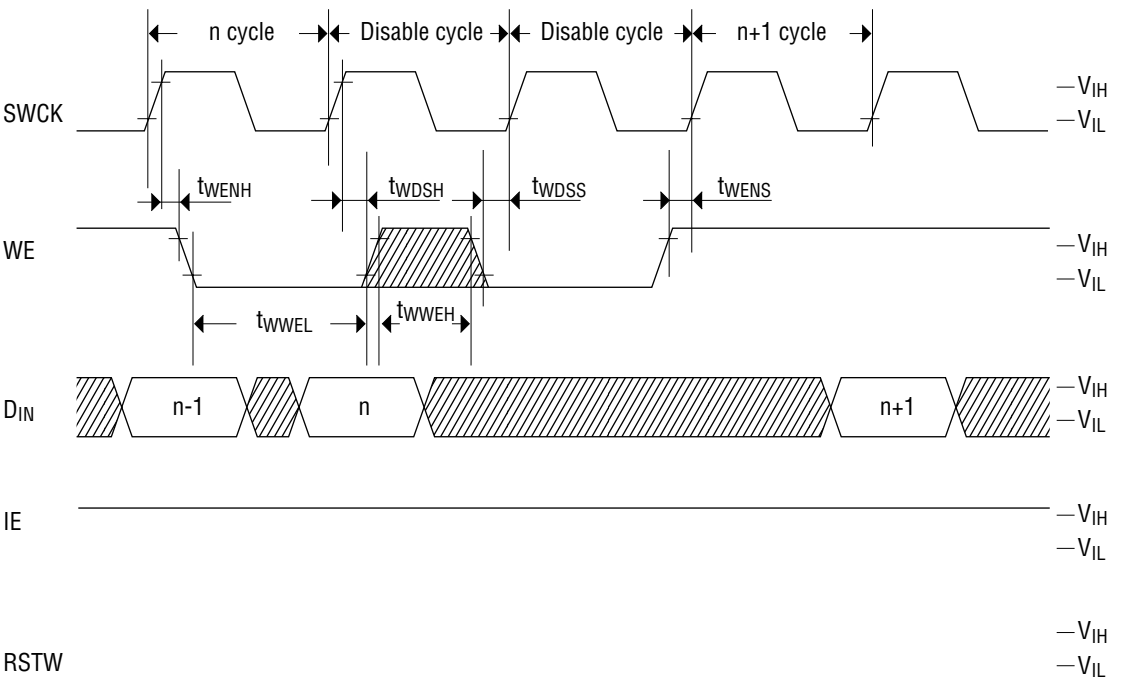 n cycle Disable cycle Disable cycle n+1 cycle
SWCK
VIH
VIL
tWENH tWDSH tWDSS tWENS
WE
VIH
VIL
tWWEL tWWEH
DIN
n-1 n n+1
VIH
VIL
IE
VIH
VIL
RSTW
VIH
VIL